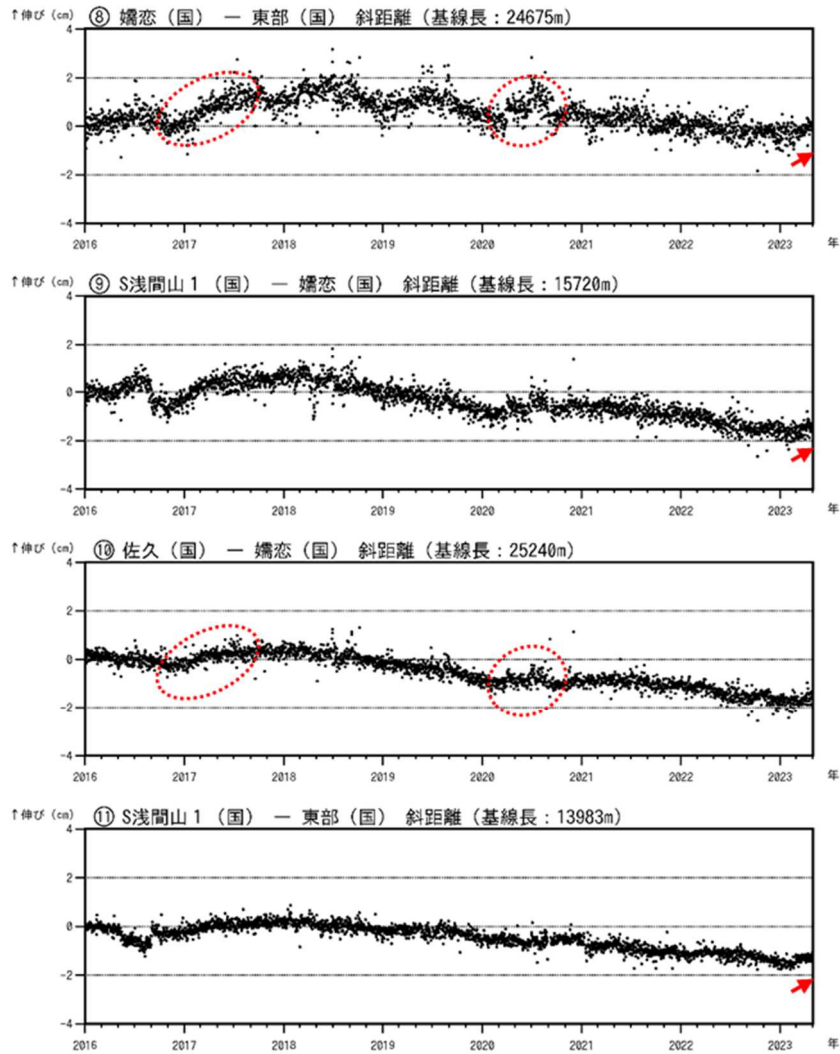 ↑伸び（cm） ⑧ 嬬恋（国） — 東部（国） 斜距離（基線長：24675m）
4
2
0
-2
-4
2016 2017 2018 2019 2020 2021 2022 2023 年
↑伸び（cm） ⑨ S浅間山１（国） — 嬬恋（国） 斜距離（基線長：15720m）
4
2
0
-2
-4
2016 2017 2018 2019 2020 2021 2022 2023 年
↑伸び（cm） ⑩ 佐久（国） — 嬬恋（国） 斜距離（基線長：25240m）
4
2
0
-2
-4
2016 2017 2018 2019 2020 2021 2022 2023 年
↑伸び（cm） ⑪ S浅間山１（国） — 東部（国） 斜距離（基線長：13983m）
4
2
0
-2
-4
2016 2017 2018 2019 2020 2021 2022 2023 年